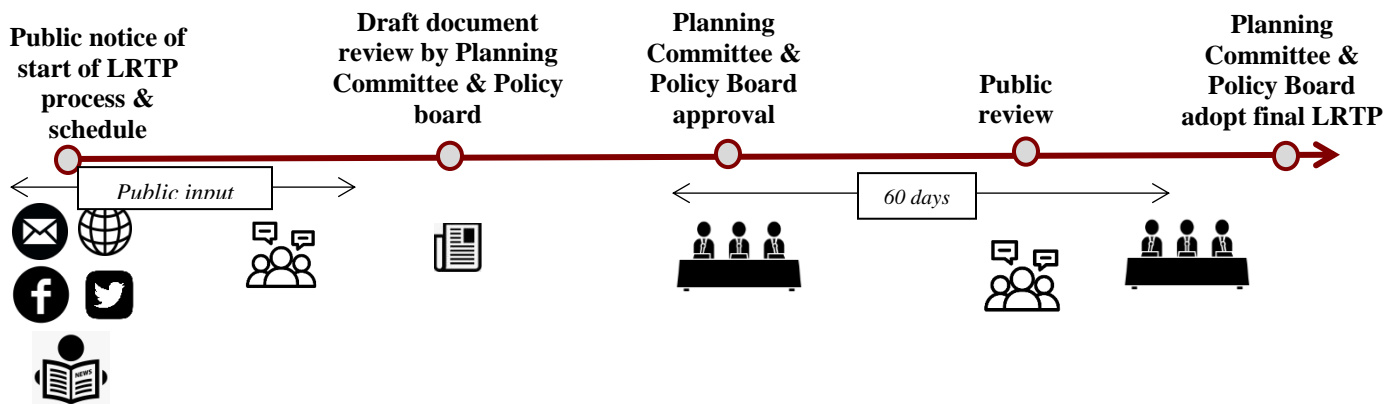 Public notice of
start of LRTP
process &
schedule
Draft document
review by Planning
Committee & Policy
board
Planning
Committee &
Policy Board
approval
Public
review
Planning
Committee &
Policy Board
adopt final LRTP
Public input
60 days
NEWS